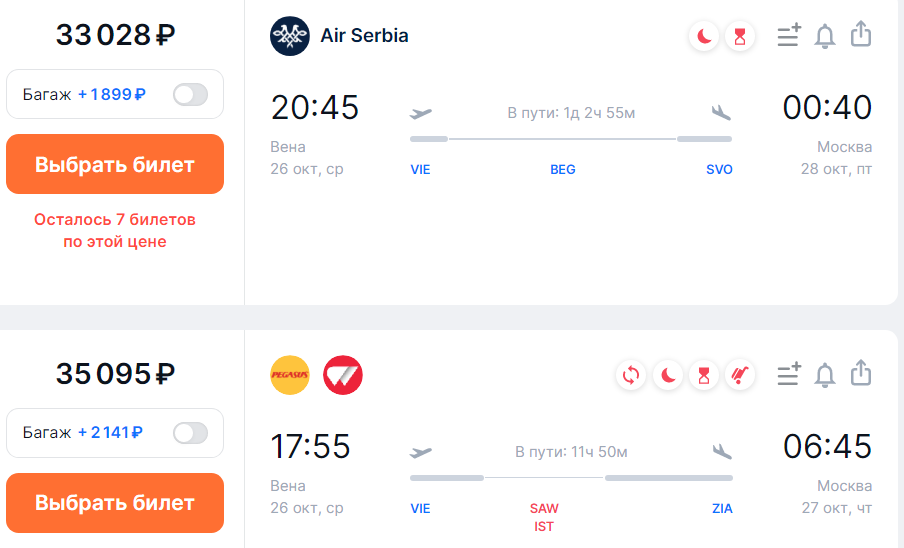 33 028 ₽
Багаж + 1 899 ₽
Выбрать билет
Осталось 7 билетов
по этой цене
Air Serbia
20:45
В пути: 1д 2ч 55м
00:40
Вена
Москва
26 окт, ср
28 окт, пт
VIE
BEG
SVO
35 095 ₽
Багаж + 2 141 ₽
Выбрать билет
PEGASUS
17:55
В пути: 11ч 50м
06:45
Вена
Москва
26 окт, ср
27 окт, чт
VIE
SAW
ZIA
IST